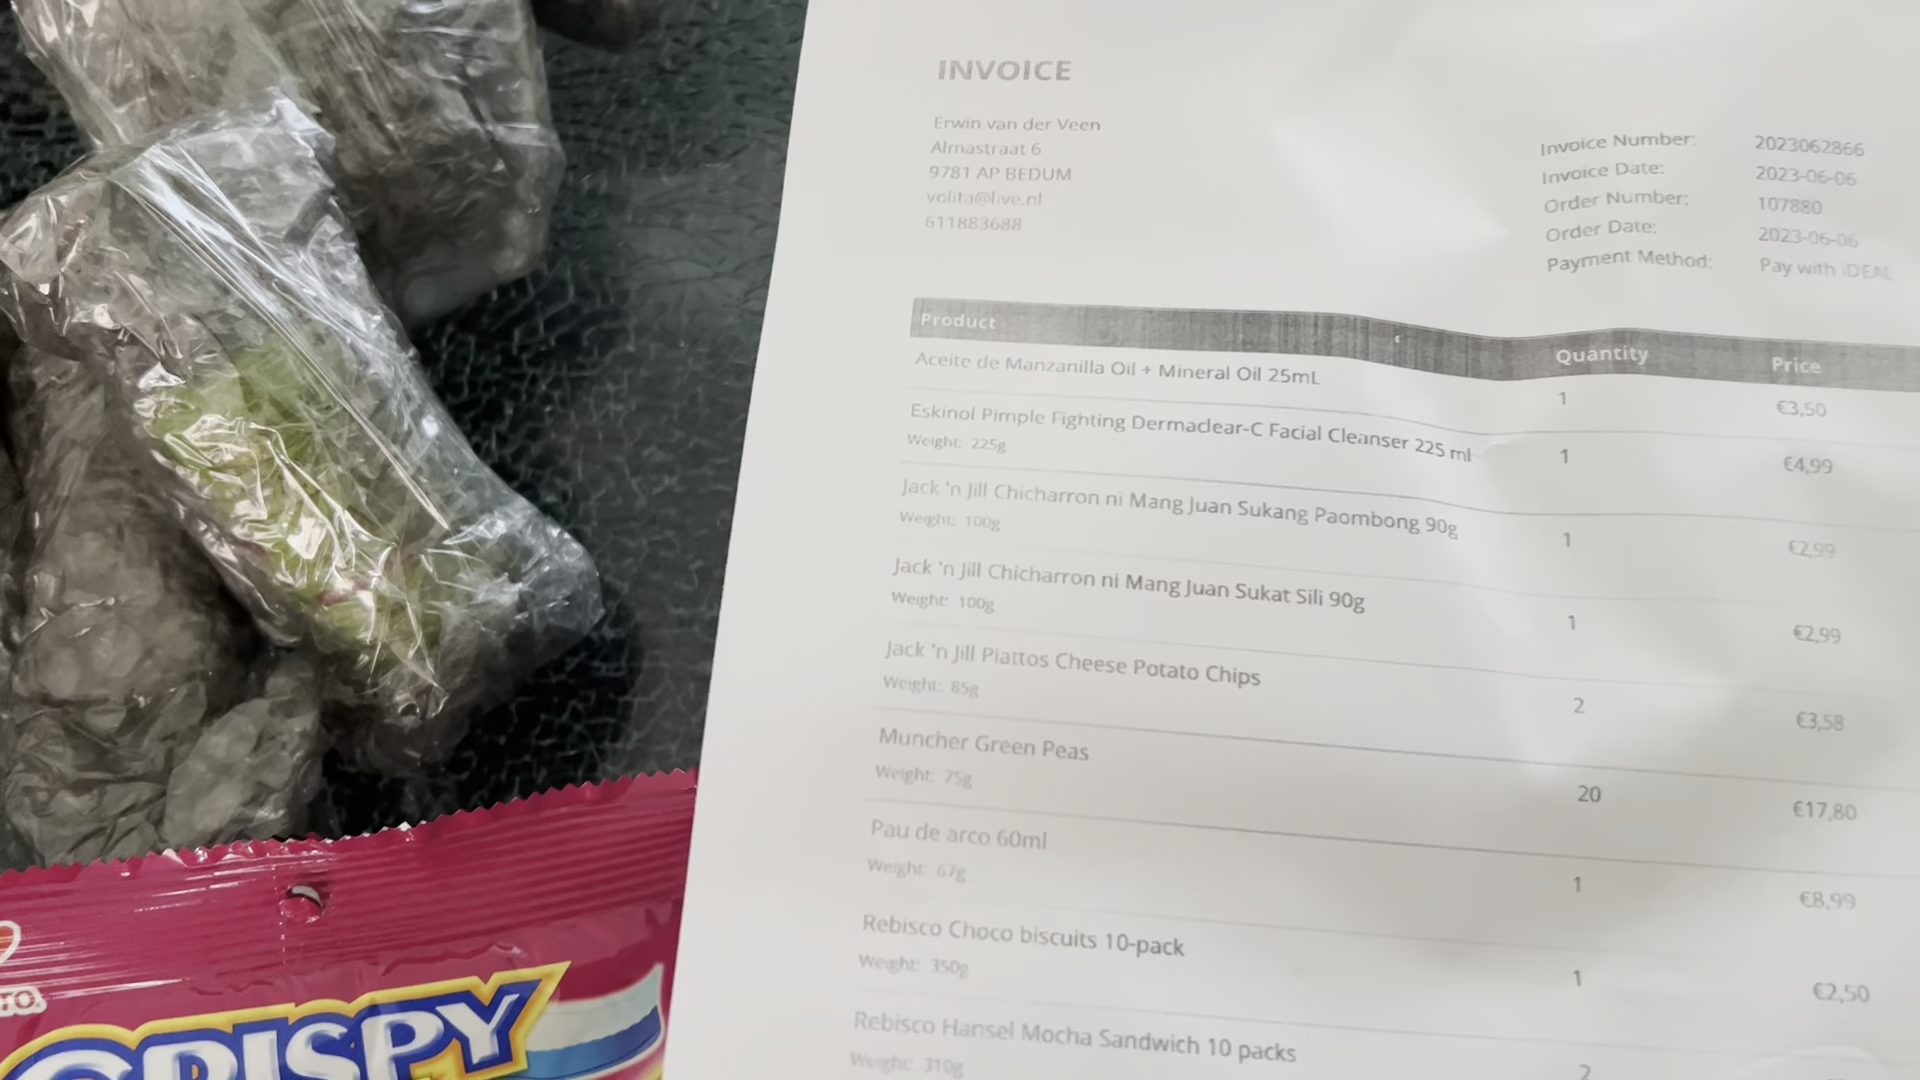 INVOICE
Erwin van der Veen
Almastraat 6
9781 AP BEDUM
volita@live.nl
611883688
Invoice Number: 2023062866
Invoice Date: 2023-06-06
Order Number: 107880
Order Date: 2023-06-06
Payment Method: Pay with iDEAL
Product Quantity Price
Aceite de Manzanilla Oil + Mineral Oil 25mL 1 €3,50
Eskinol Pimple Fighting Dermaclear-C Facial Cleanser 225 ml 1 €4,99
Weight: 225g
Jack 'n Jill Chicharron ni Mang Juan Sukang Paombong 90g 1 €2,99
Weight: 100g
Jack 'n Jill Chicharron ni Mang Juan Sukat Sili 90g 1 €2,99
Weight: 100g
Jack 'n Jill Piattos Cheese Potato Chips 2 €3,58
Weight: 85g
Muncher Green Peas 20 €17,80
Weight: 75g
Pau de arco 60ml 1 €8,99
Weight: 67g
Rebisco Choco biscuits 10-pack 1 €2,50
Weight: 350g
Rebisco Hansel Mocha Sandwich 10 packs 2
Weight: 310g
CRISPY